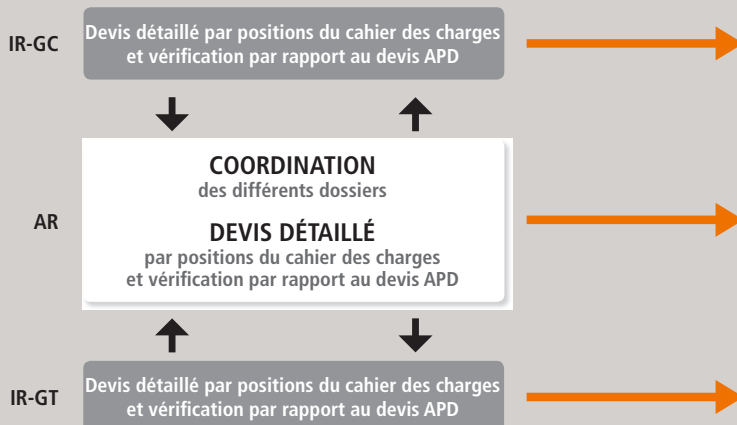 IR-GC
Devis détaillé par positions du cahier des charges
et vérification par rapport au devis APD
AR
COORDINATION
des différents dossiers
DEVIS DÉTAILLÉ
par positions du cahier des charges
et vérification par rapport au devis APD
IR-GT
Devis détaillé par positions du cahier des charges
et vérification par rapport au devis APD